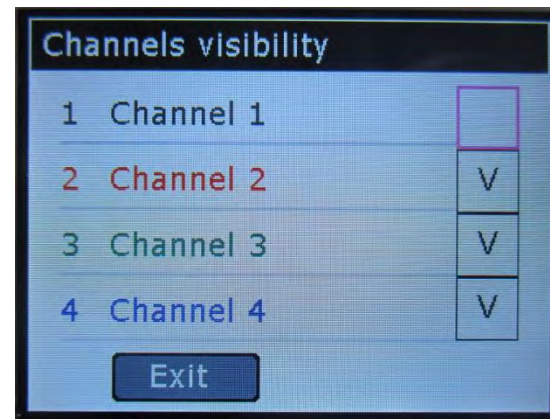 Channels visibility
1 Channel 1
2 Channel 2 V
3 Channel 3 V
4 Channel 4 V
Exit